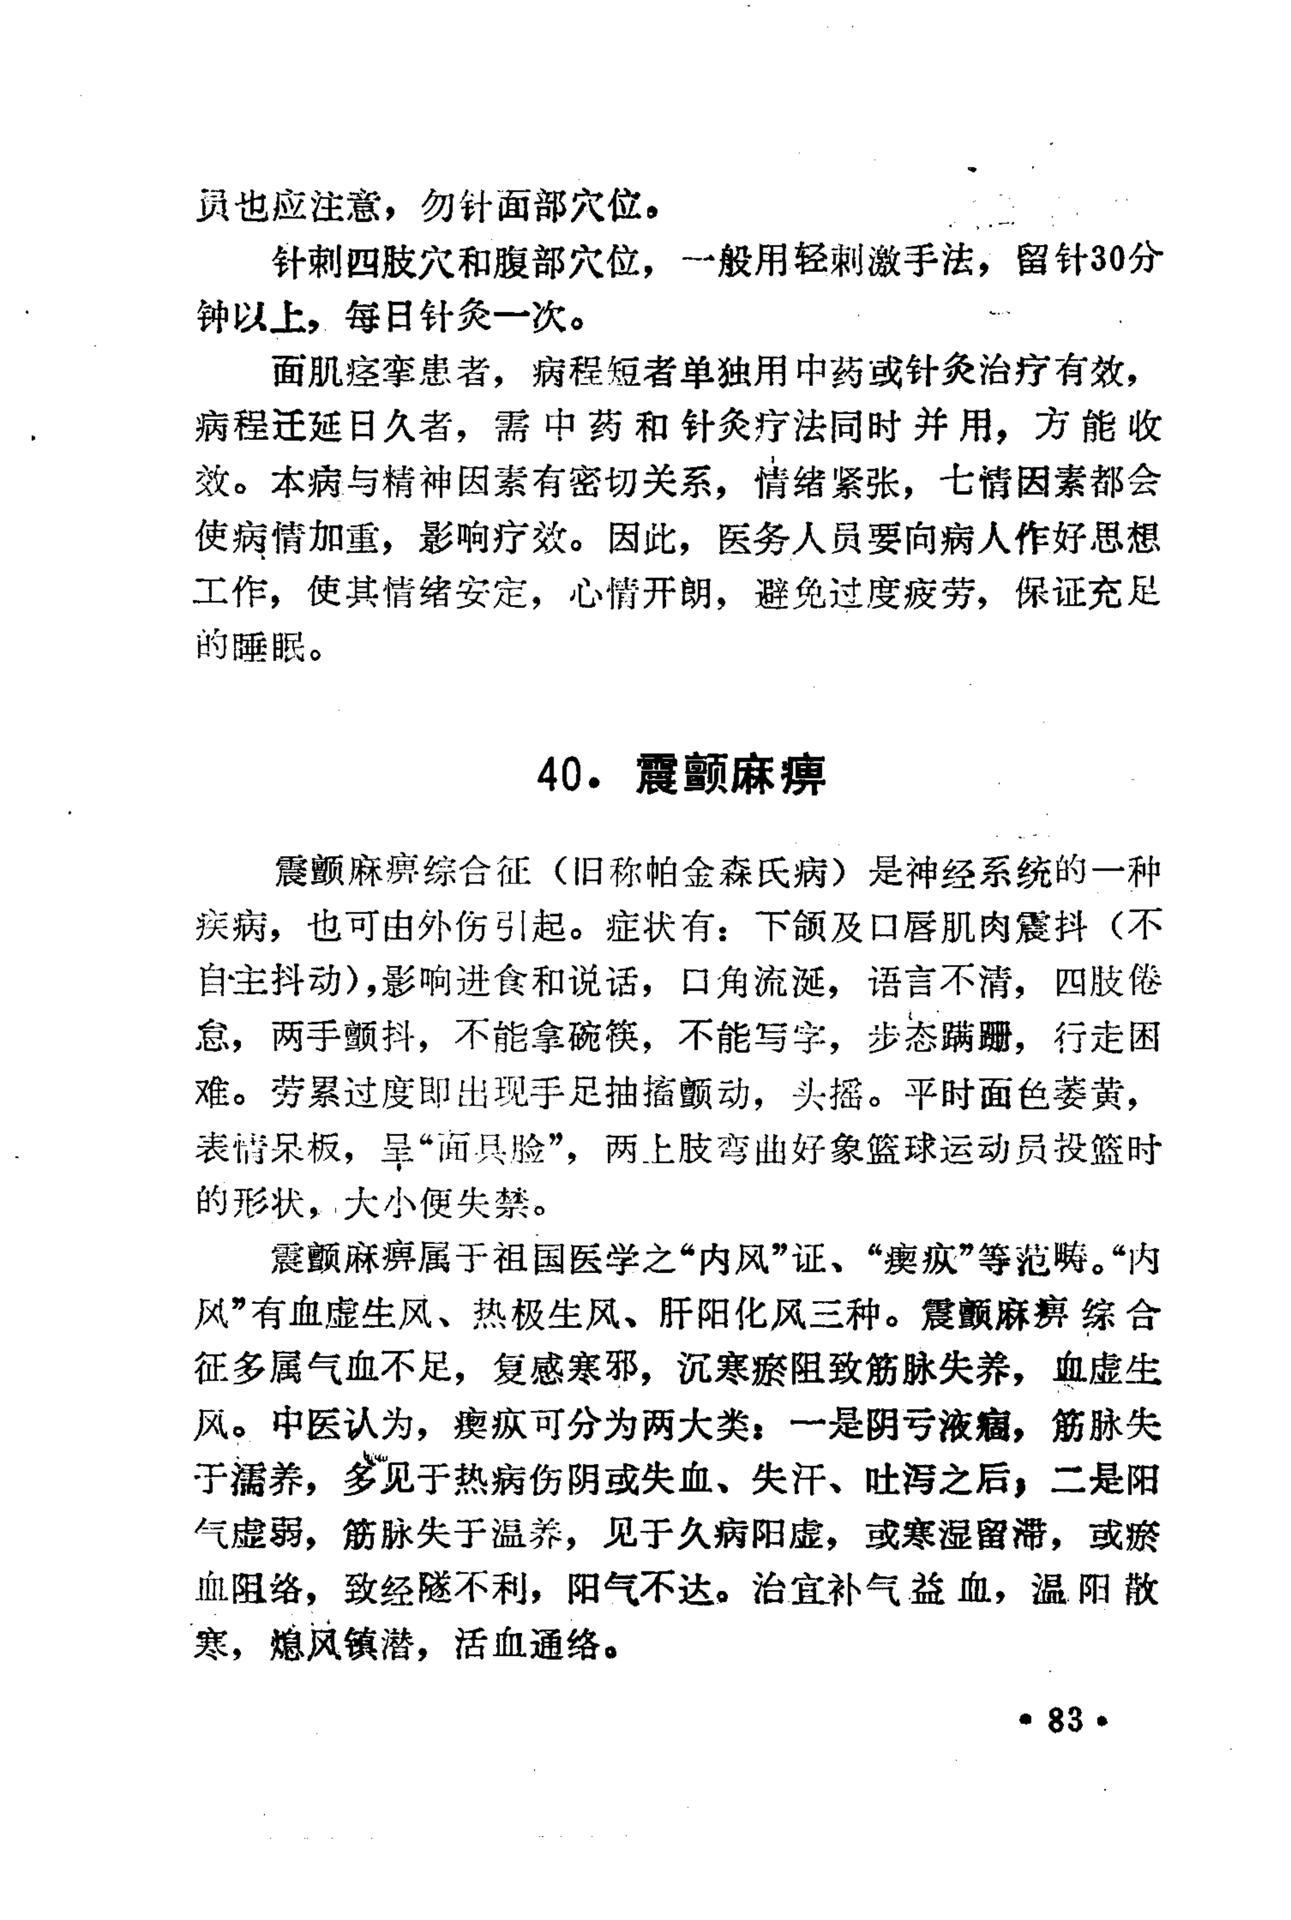 员也应注意，勿针面部穴位。
针刺四肢穴和腹部穴位，一般用轻刺激手法，留针30分
钟以上，每日针灸一次。
面肌痉挛患者，病程短者单独用中药或针灸治疗有效，
病程迁延日久者，需中药和针灸疗法同时并用，方能收
效。本病与精神因素有密切关系，情绪紧张，七情因素都会
使病情加重，影响疗效。因此，医务人员要向病人作好思想
工作，使其情绪安定，心情开朗，避免过度疲劳，保证充足
的睡眠。
40．震颤麻痹
震颤麻痹综合征（旧称帕金森氏病）是神经系统的一种
疾病，也可由外伤引起。症状有：下颌及口唇肌肉震抖（不
自主抖动），影响进食和说话，口角流涎，语言不清，四肢倦
怠，两手颤抖，不能拿碗筷，不能写字，步态蹒跚，行走困
难。劳累过度即出现手足抽搐颤动，头摇。平时面色萎黄，
表情呆板，呈“面具脸”，两上肢弯曲好象篮球运动员投篮时
的形状，大小便失禁。
震颤麻痹属于祖国医学之“内风”证、“瘈疭”等范畴。“内
风”有血虚生风、热极生风、肝阳化风三种。震颤麻痹综合
征多属气血不足，复感寒邪，沉寒瘀阻致筋脉失养，血虚生
风。中医认为，瘈疭可分为两大类：一是阴亏液痼，筋脉失
于濡养，多见于热病伤阴或失血、失汗、吐泻之后；二是阳
气虚弱，筋脉失于温养，见于久病阳虚，或寒湿留滞，或瘀
血阻络，致经隧不利，阳气不达。治宜补气益血，温阳散
寒，熄风镇潜，活血通络。
·83·